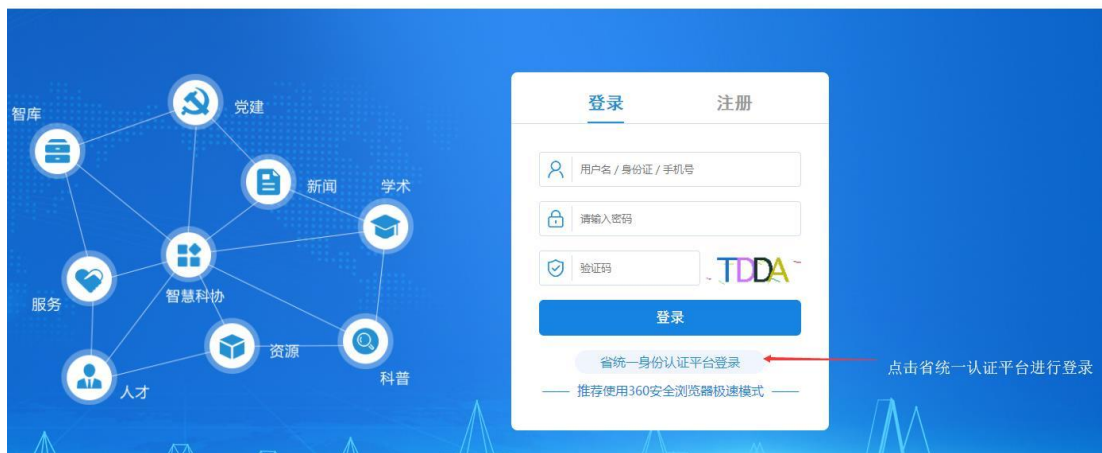 智库
党建
新闻
学术
智慧科协
服务
资源
人才
科普
登录 注册
用户名 / 身份证 / 手机号
请输入密码
验证码 TDDA
登录
省统一身份认证平台登录
点击省统一认证平台进行登录
推荐使用360安全浏览器极速模式